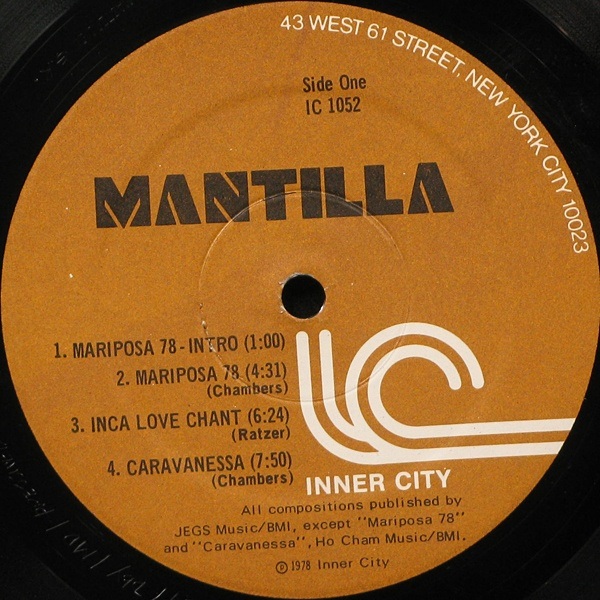 43 WEST 61 STREET, NEW YORK CITY 10023
Side One
IC 1052
MANTILLA
1. MARIPOSA 78 - INTRO (1:00)
2. MARIPOSA 78 (4:31)
(Chambers)
3. INCA LOVE CHANT (6:24)
(Ratzer)
4. CARAVANESSA (7:50)
(Chambers)
IC
INNER CITY
All compositions published by
JEGS Music/BMI, except "Mariposa 78"
and "Caravanessa", Ho Cham Music/BMI.
℗ 1978 Inner City